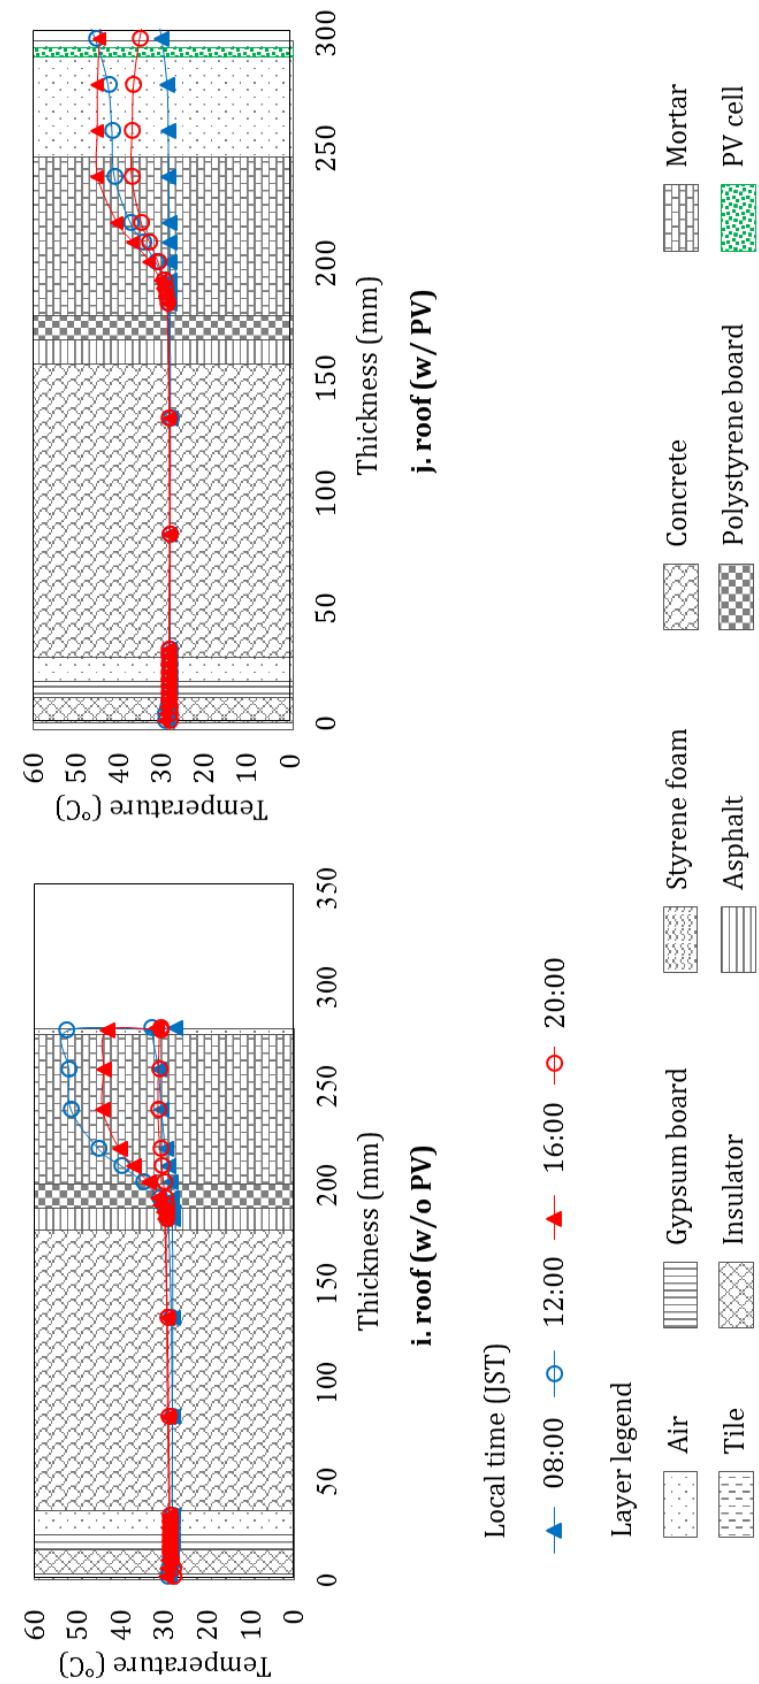 Temperature (°C)
60
50
40
30
20
10
0
0
50
100
150
200
250
300
350
Thickness (mm)
i. roof (w/o PV)
Temperature (°C)
60
50
40
30
20
10
0
0
50
100
150
200
250
300
Thickness (mm)
j. roof (w/ PV)
Local time (JST)
08:00 12:00 16:00 20:00
Layer legend
Air Gypsum board Styrene foam Concrete Mortar
Tile Insulator Asphalt Polystyrene board PV cell